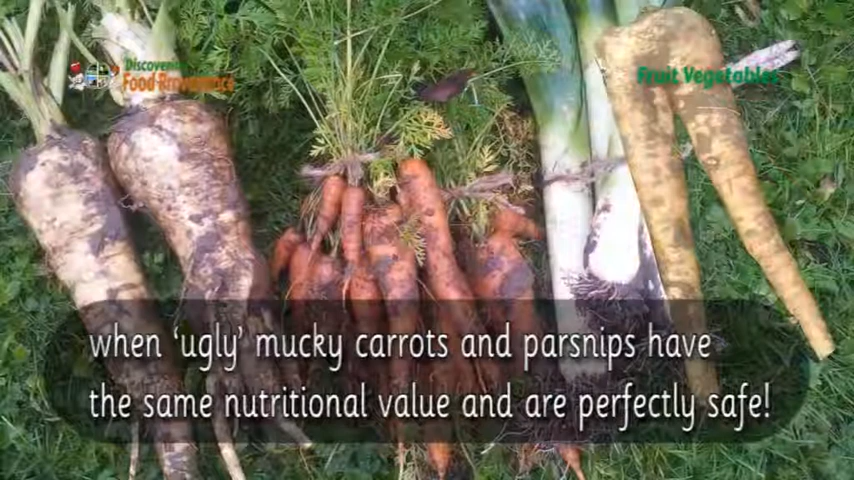 Discovering
Food Provenance
Fruit Vegetables
when ‘ugly’ mucky carrots and parsnips have
the same nutritional value and are perfectly safe!